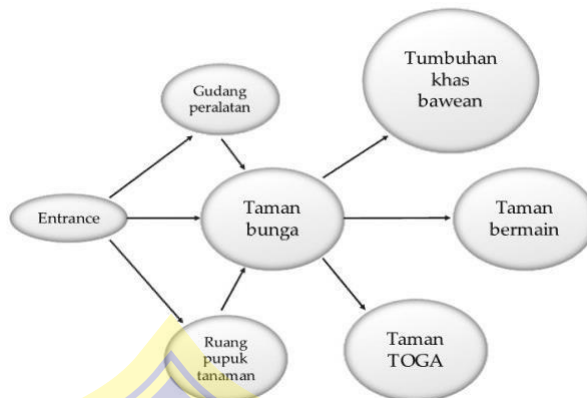 Tumbuhan
khas
bawean
Gudang
peralatan
Entrance
Taman
bunga
Taman
bermain
Ruang
pupuk
tanaman
Taman
TOGA